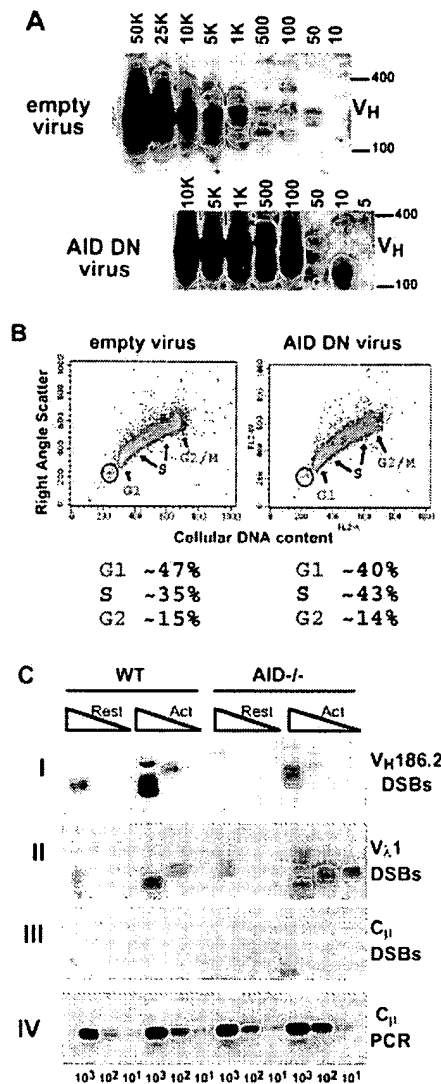 A
50K 25K 10K 5K 1K 500 100 50 10
empty virus
400
VH
100
10K 5K 1K 500 100 50 10 5
AID DN virus
400
VH
100
B
empty virus
AID DN virus
Right Angle Scatter
G1
S
G2/M
G1
S
G2/M
Cellular DNA content
G1 ~47%
S ~35%
G2 ~15%
G1 ~40%
S ~43%
G2 ~14%
C
WT
AID-/-
Rest Act Rest Act
I
VH186.2 DSBs
II
Vλ1 DSBs
III
Cμ DSBs
IV
Cμ PCR
10³ 10² 10¹ 10³ 10² 10¹ 10³ 10² 10¹ 10³ 10² 10¹